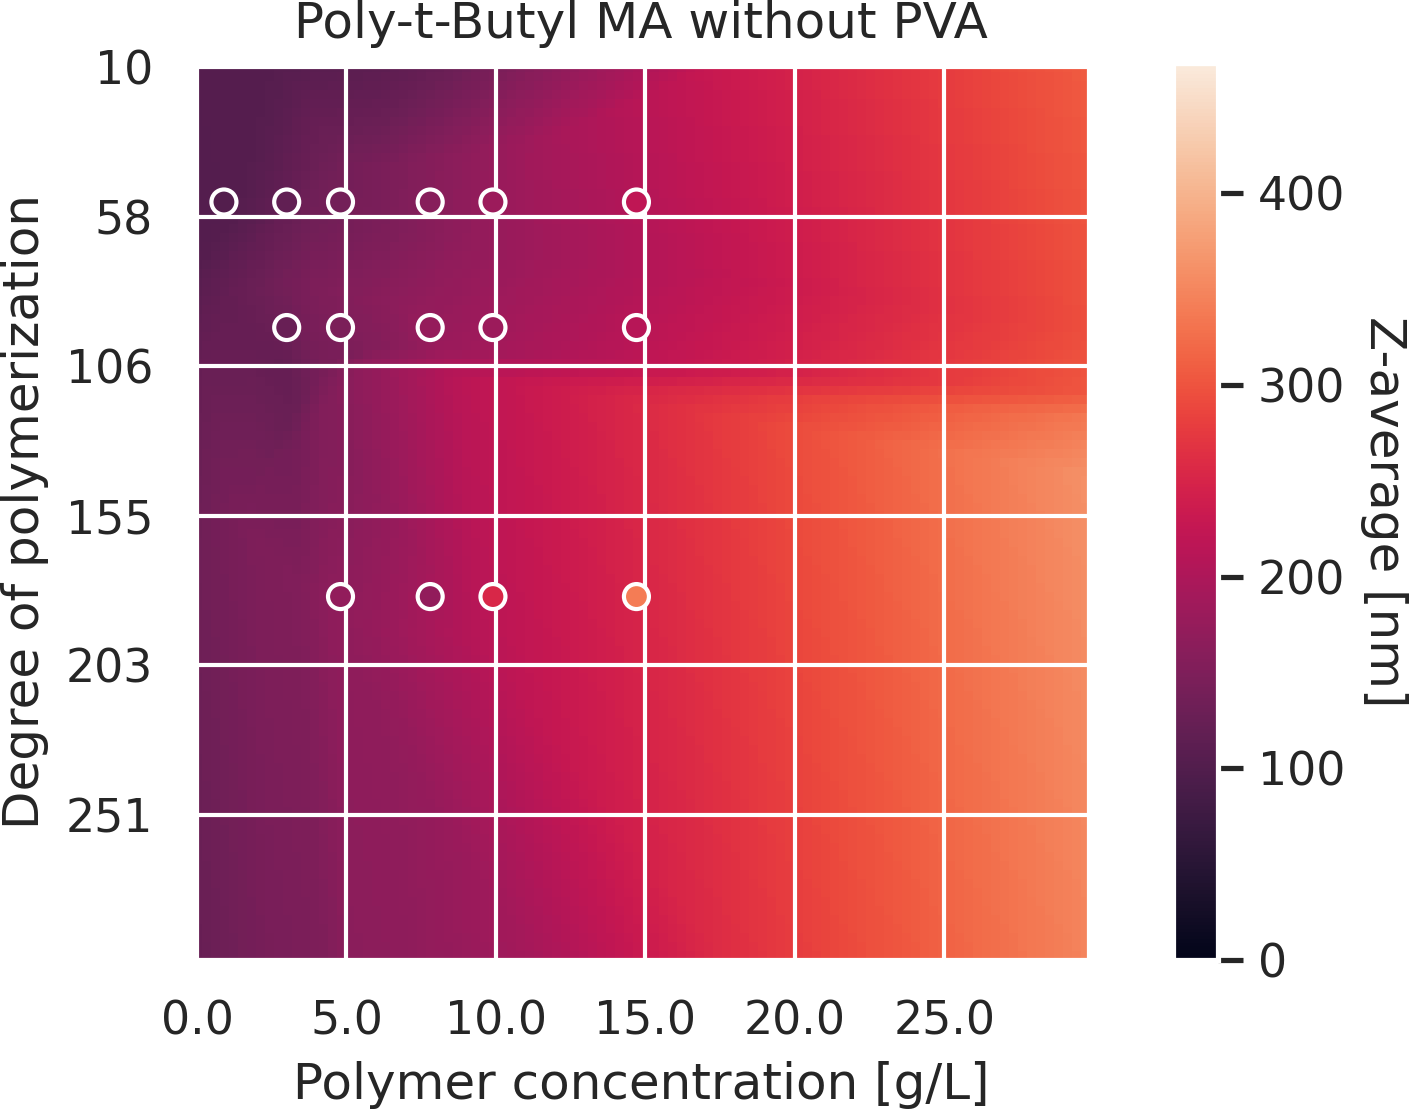 Poly-t-Butyl MA without PVA
10
58
106
155
203
251
Degree of polymerization
0.0 5.0 10.0 15.0 20.0 25.0
Polymer concentration [g/L]
400
300
200
100
0
Z-average [nm]